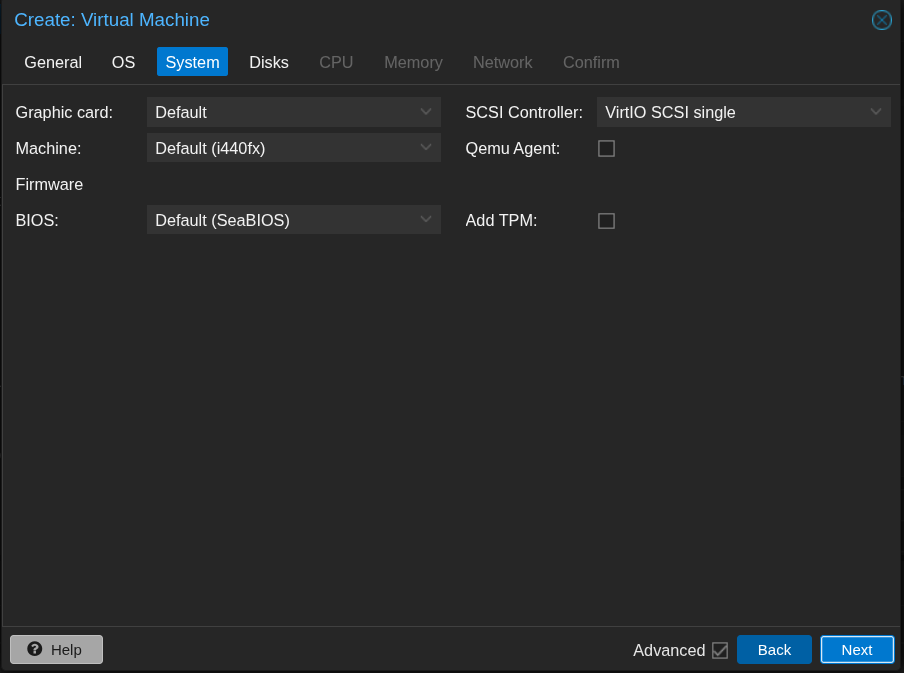 Create: Virtual Machine
General OS System Disks CPU Memory Network Confirm
Graphic card: Default SCSI Controller: VirtIO SCSI single
Machine: Default (i440fx) Qemu Agent:
Firmware
BIOS: Default (SeaBIOS) Add TPM:
Help Advanced Back Next